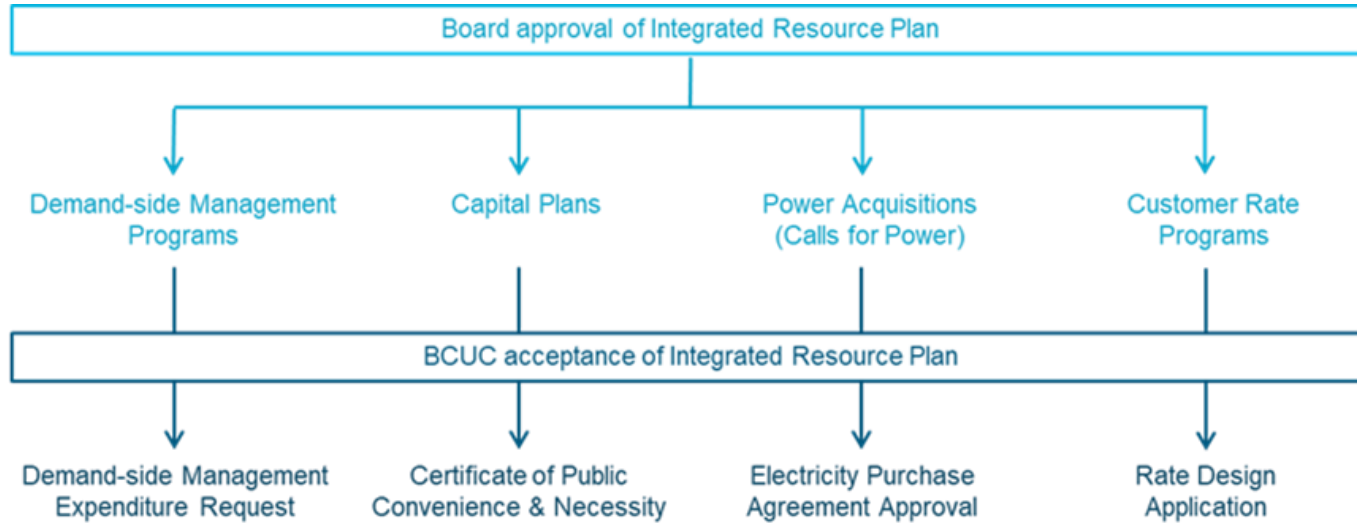 Board approval of Integrated Resource Plan
Demand-side Management
Programs
Capital Plans
Power Acquisitions
(Calls for Power)
Customer Rate
Programs
BCUC acceptance of Integrated Resource Plan
Demand-side Management
Expenditure Request
Certificate of Public
Convenience & Necessity
Electricity Purchase
Agreement Approval
Rate Design
Application